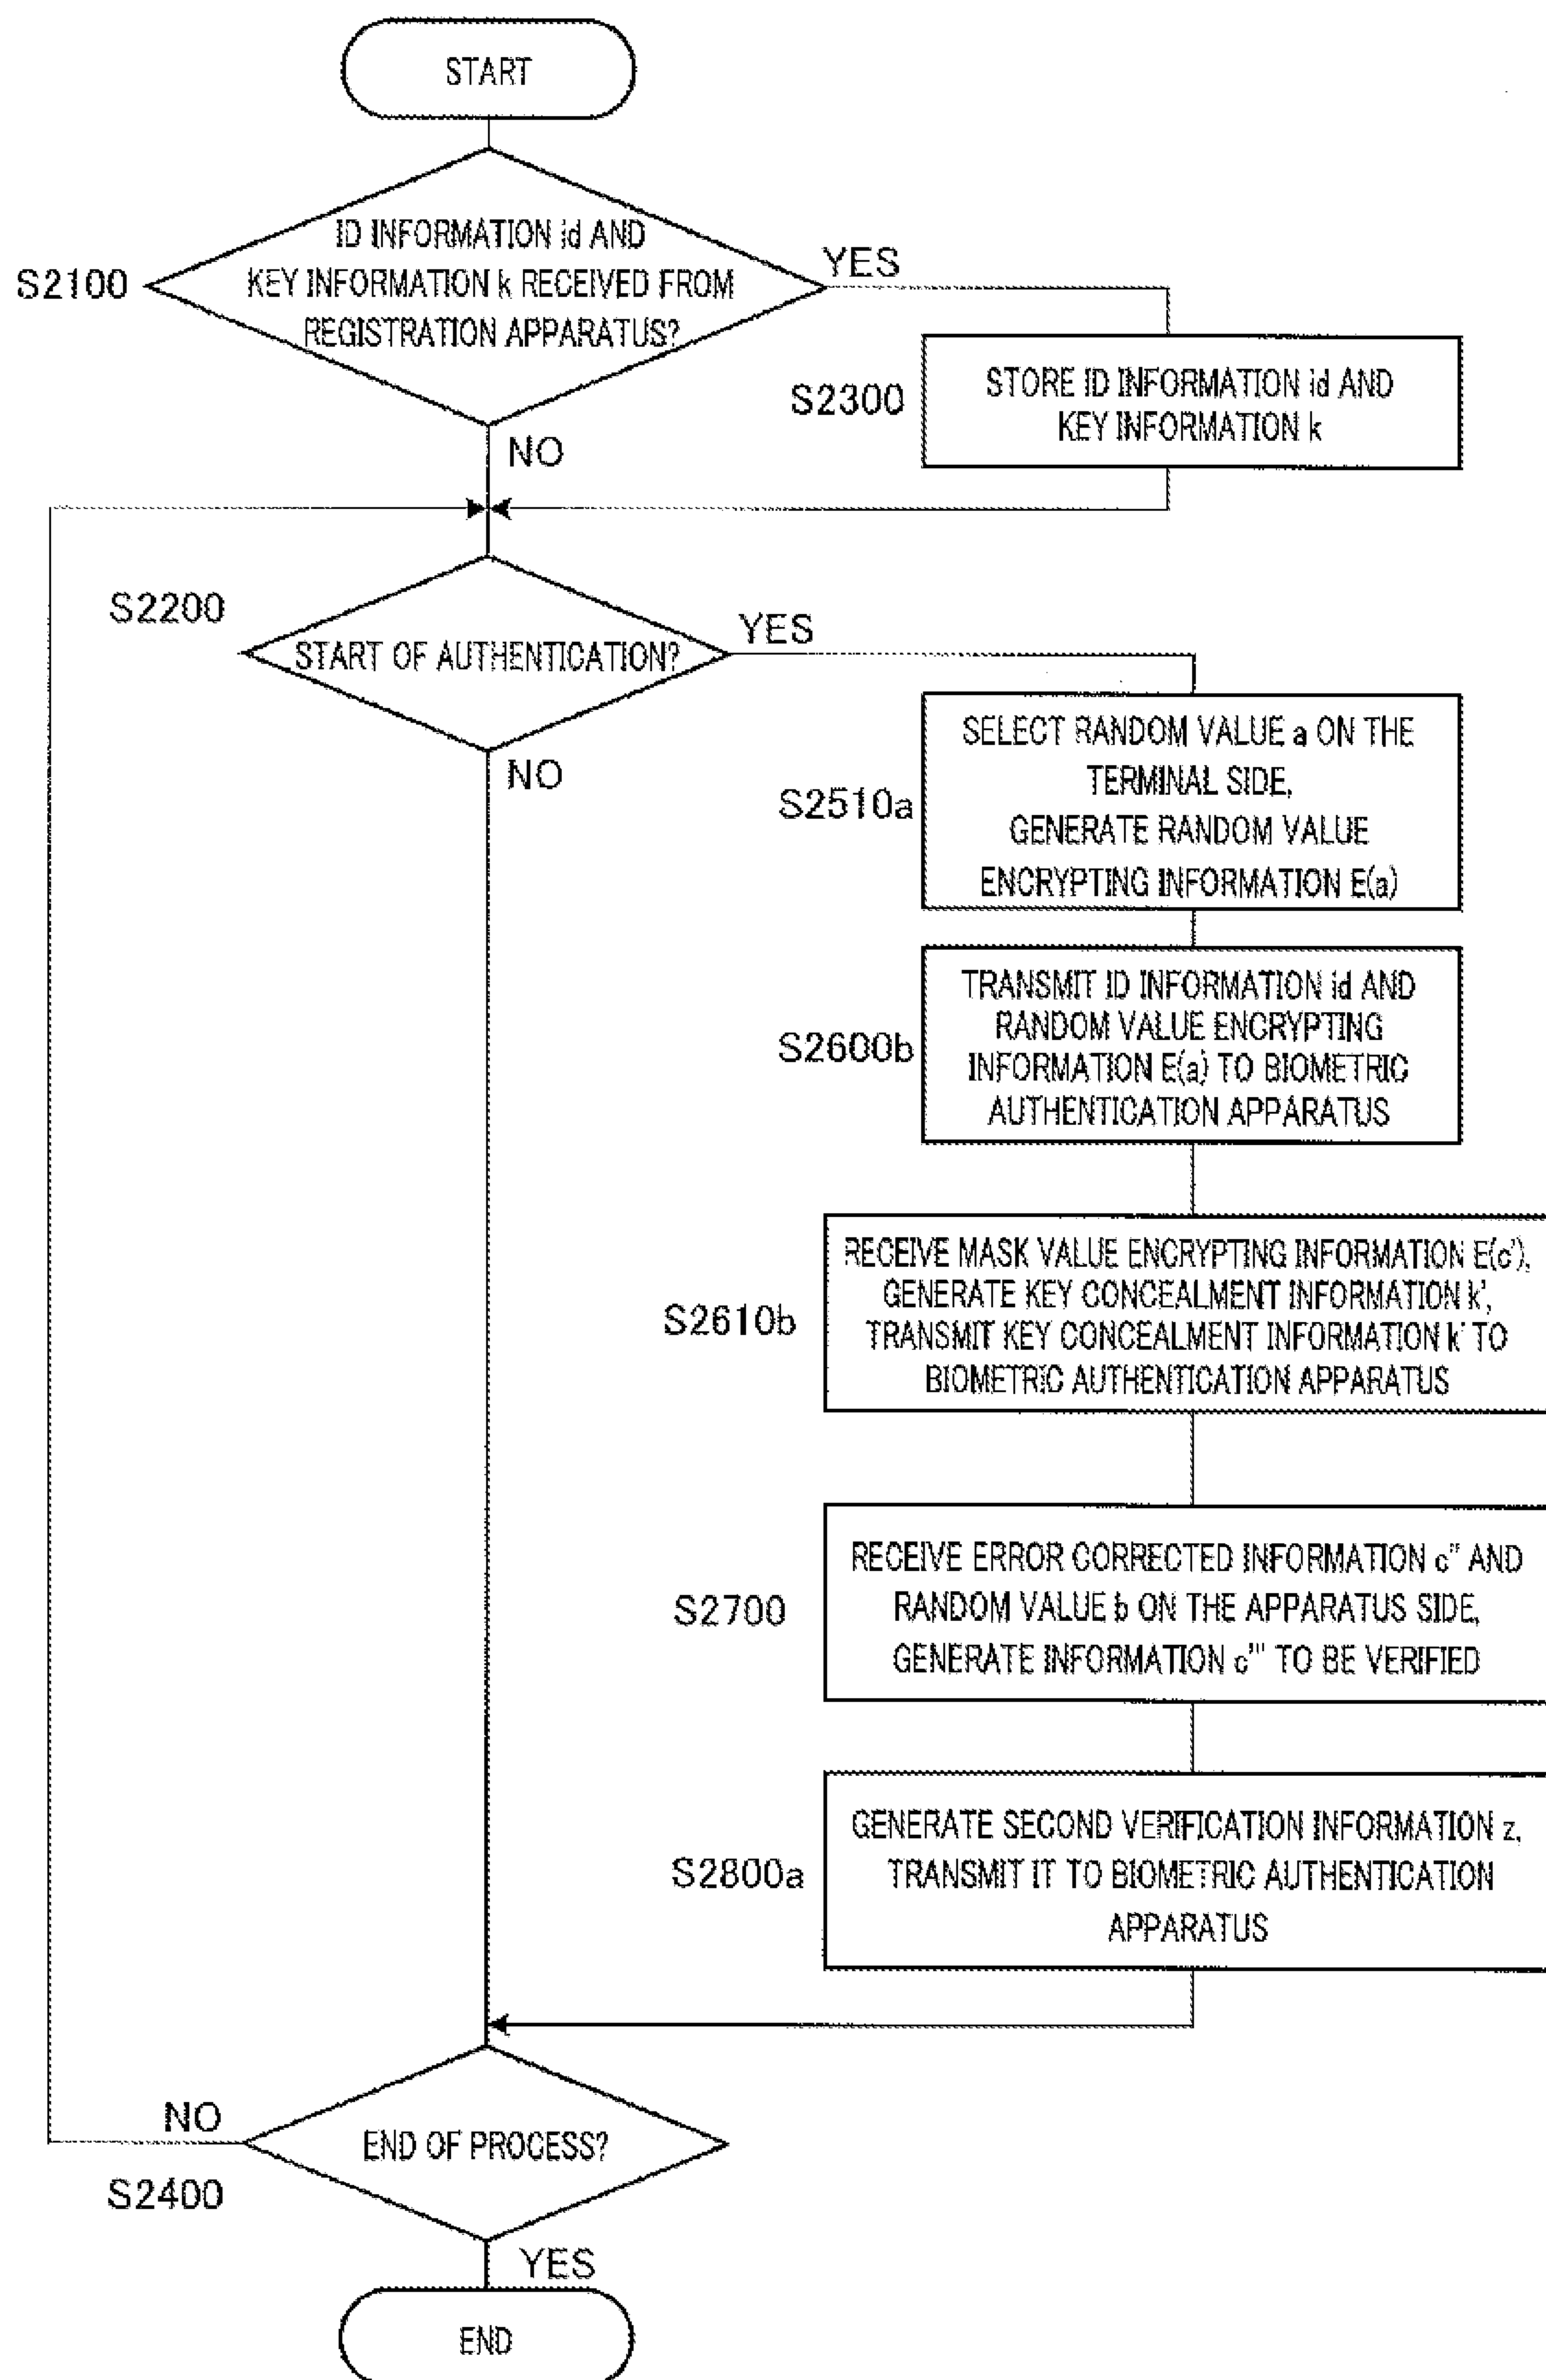 START
ID INFORMATION id AND
KEY INFORMATION k RECEIVED FROM
REGISTRATION APPARATUS?
S2100
YES
NO
S2300
STORE ID INFORMATION id AND
KEY INFORMATION k
S2200
START OF AUTHENTICATION?
YES
NO
S2510a
SELECT RANDOM VALUE a ON THE
TERMINAL SIDE,
GENERATE RANDOM VALUE
ENCRYPTING INFORMATION E(a)
S2600b
TRANSMIT ID INFORMATION id AND
RANDOM VALUE ENCRYPTING
INFORMATION E(a) TO BIOMETRIC
AUTHENTICATION APPARATUS
S2610b
RECEIVE MASK VALUE ENCRYPTING INFORMATION E(c'),
GENERATE KEY CONCEALMENT INFORMATION k',
TRANSMIT KEY CONCEALMENT INFORMATION k' TO
BIOMETRIC AUTHENTICATION APPARATUS
S2700
RECEIVE ERROR CORRECTED INFORMATION c" AND
RANDOM VALUE b ON THE APPARATUS SIDE,
GENERATE INFORMATION c"' TO BE VERIFIED
S2800a
GENERATE SECOND VERIFICATION INFORMATION z,
TRANSMIT IT TO BIOMETRIC AUTHENTICATION
APPARATUS
NO
END OF PROCESS?
S2400
YES
END